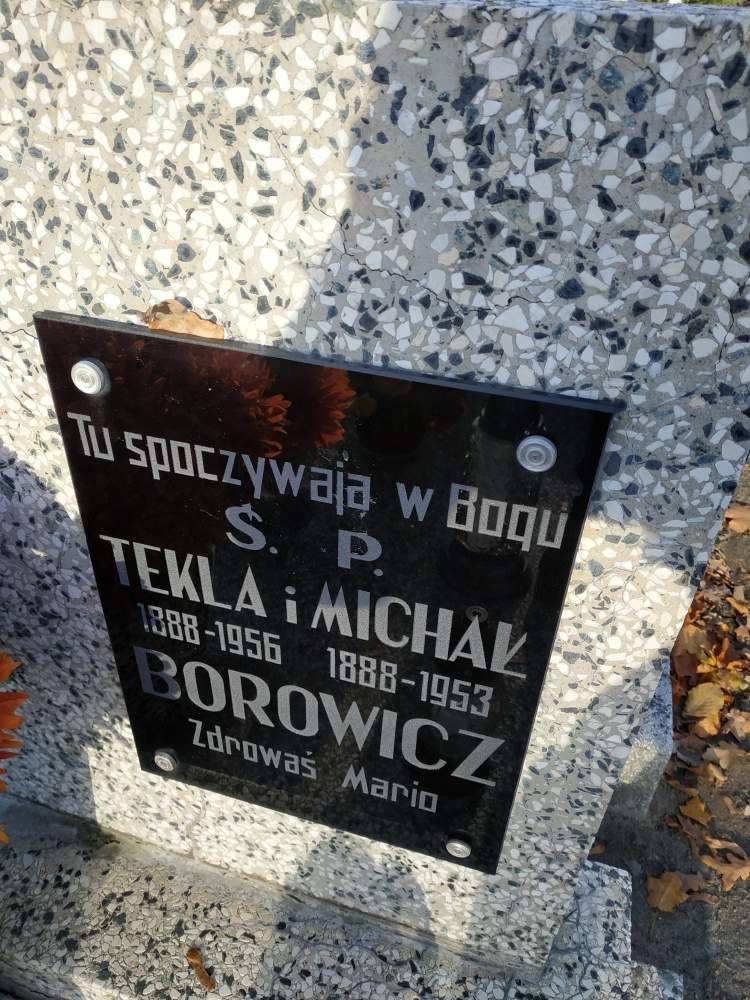 Tu spoczywają w Bogu
Ś. P.
TEKLA i MICHAŁ
1888-1956 1888-1953
BOROWICZ
Zdrowaś Mario